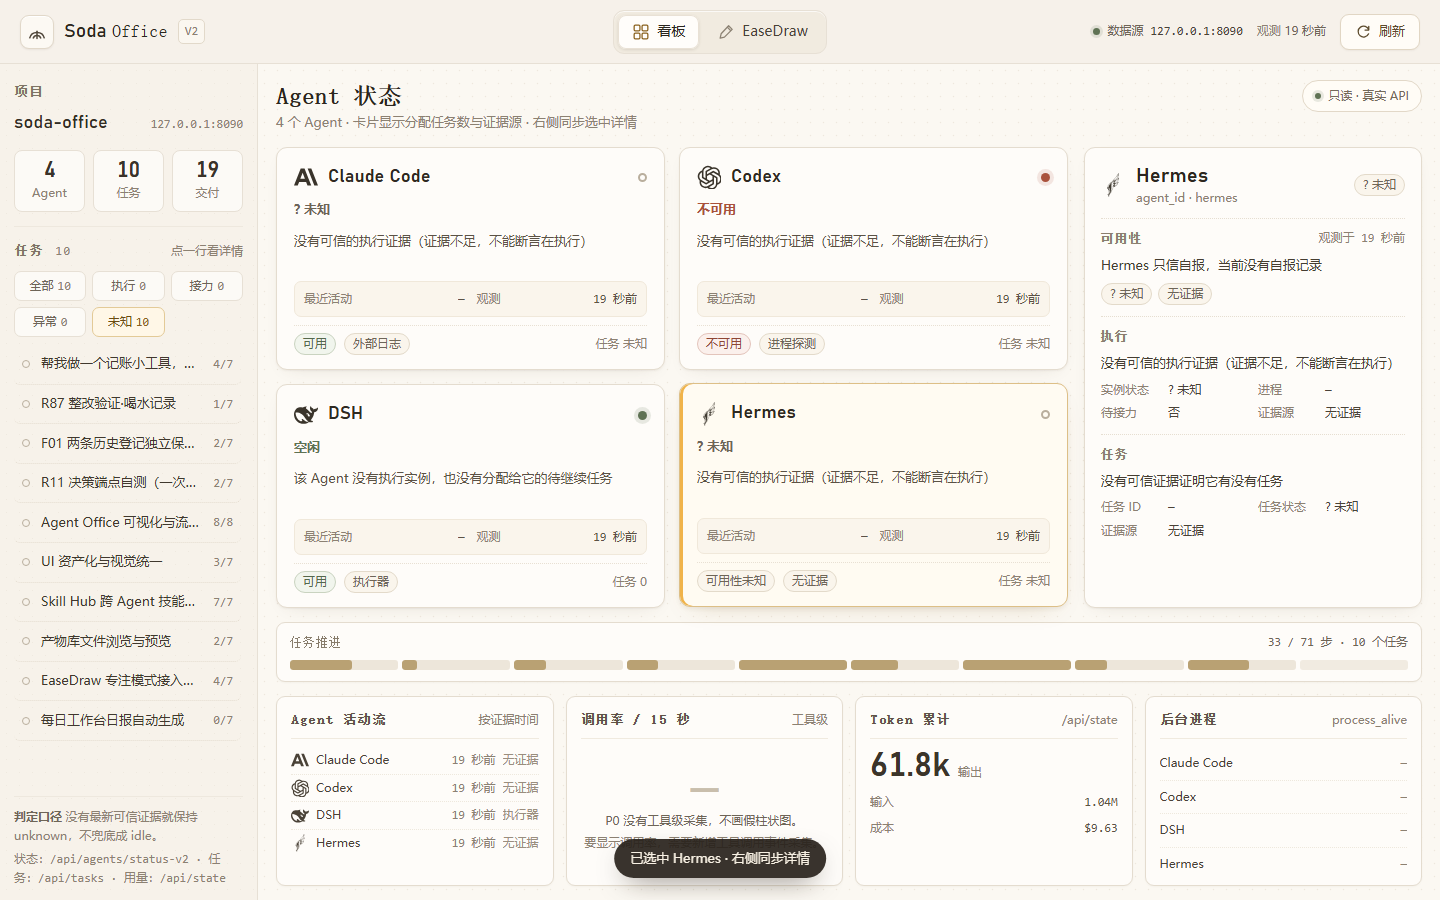 Soda Office V2
看板
EaseDraw
数据源 127.0.0.1:8090 观测 19 秒前
刷新
项目
soda-office 127.0.0.1:8090
4 Agent
10 任务
19 交付
任务 10 点一行看详情
全部 10 执行 0 接力 0
异常 0 未知 10
帮我做一个记账小工具，... 4/7
R87 整改验证·喝水记录 1/7
F01 两条历史登记独立保... 2/7
R11 决策端点自测（一次... 2/7
Agent Office 可视化与流... 8/8
UI 资产化与视觉统一 3/7
Skill Hub 跨 Agent 技能... 7/7
产物库文件浏览与预览 2/7
EaseDraw 专注模式接入... 4/7
每日工作台日报自动生成 0/7
判定口径 没有最新可信证据就保持
unknown，不兜底成 idle。
状态: /api/agents/status-v2 · 任
务: /api/tasks · 用量: /api/state
Agent 状态
4 个 Agent · 卡片显示分配任务数与证据源 · 右侧同步选中详情
只读 · 真实 API
Claude Code
? 未知
没有可信的执行证据（证据不足，不能断言在执行）
最近活动 – 观测 19 秒前
可用 外部日志 任务 未知
Codex
不可用
没有可信的执行证据（证据不足，不能断言在执行）
最近活动 – 观测 19 秒前
不可用 进程探测 任务 未知
DSH
空闲
该 Agent 没有执行实例，也没有分配给它的待继续任务
最近活动 – 观测 19 秒前
可用 执行器 任务 0
Hermes
? 未知
没有可信的执行证据（证据不足，不能断言在执行）
最近活动 – 观测 19 秒前
可用性未知 无证据 任务 未知
Hermes
agent_id · hermes
? 未知
可用性 观测于 19 秒前
Hermes 只信自报，当前没有自报记录
? 未知 无证据
执行
没有可信的执行证据（证据不足，不能断言在执行）
实例状态 ? 未知 进程 –
待接力 否 证据源 无证据
任务
没有可信证据证明它有没有任务
任务 ID – 任务状态 ? 未知
证据源 无证据
任务推进 33 / 71 步 · 10 个任务
Agent 活动流 按证据时间
Claude Code 19 秒前 无证据
Codex 19 秒前 无证据
DSH 19 秒前 执行器
Hermes 19 秒前 无证据
调用率 / 15 秒 工具级
—
P0 没有工具级采集，不画假柱状图。
要显示调用率，需要新增工具调用事件采集。
已选中 Hermes · 右侧同步详情
Token 累计 /api/state
61.8k 输出
输入 1.04M
成本 $9.63
后台进程 process_alive
Claude Code –
Codex –
DSH –
Hermes –